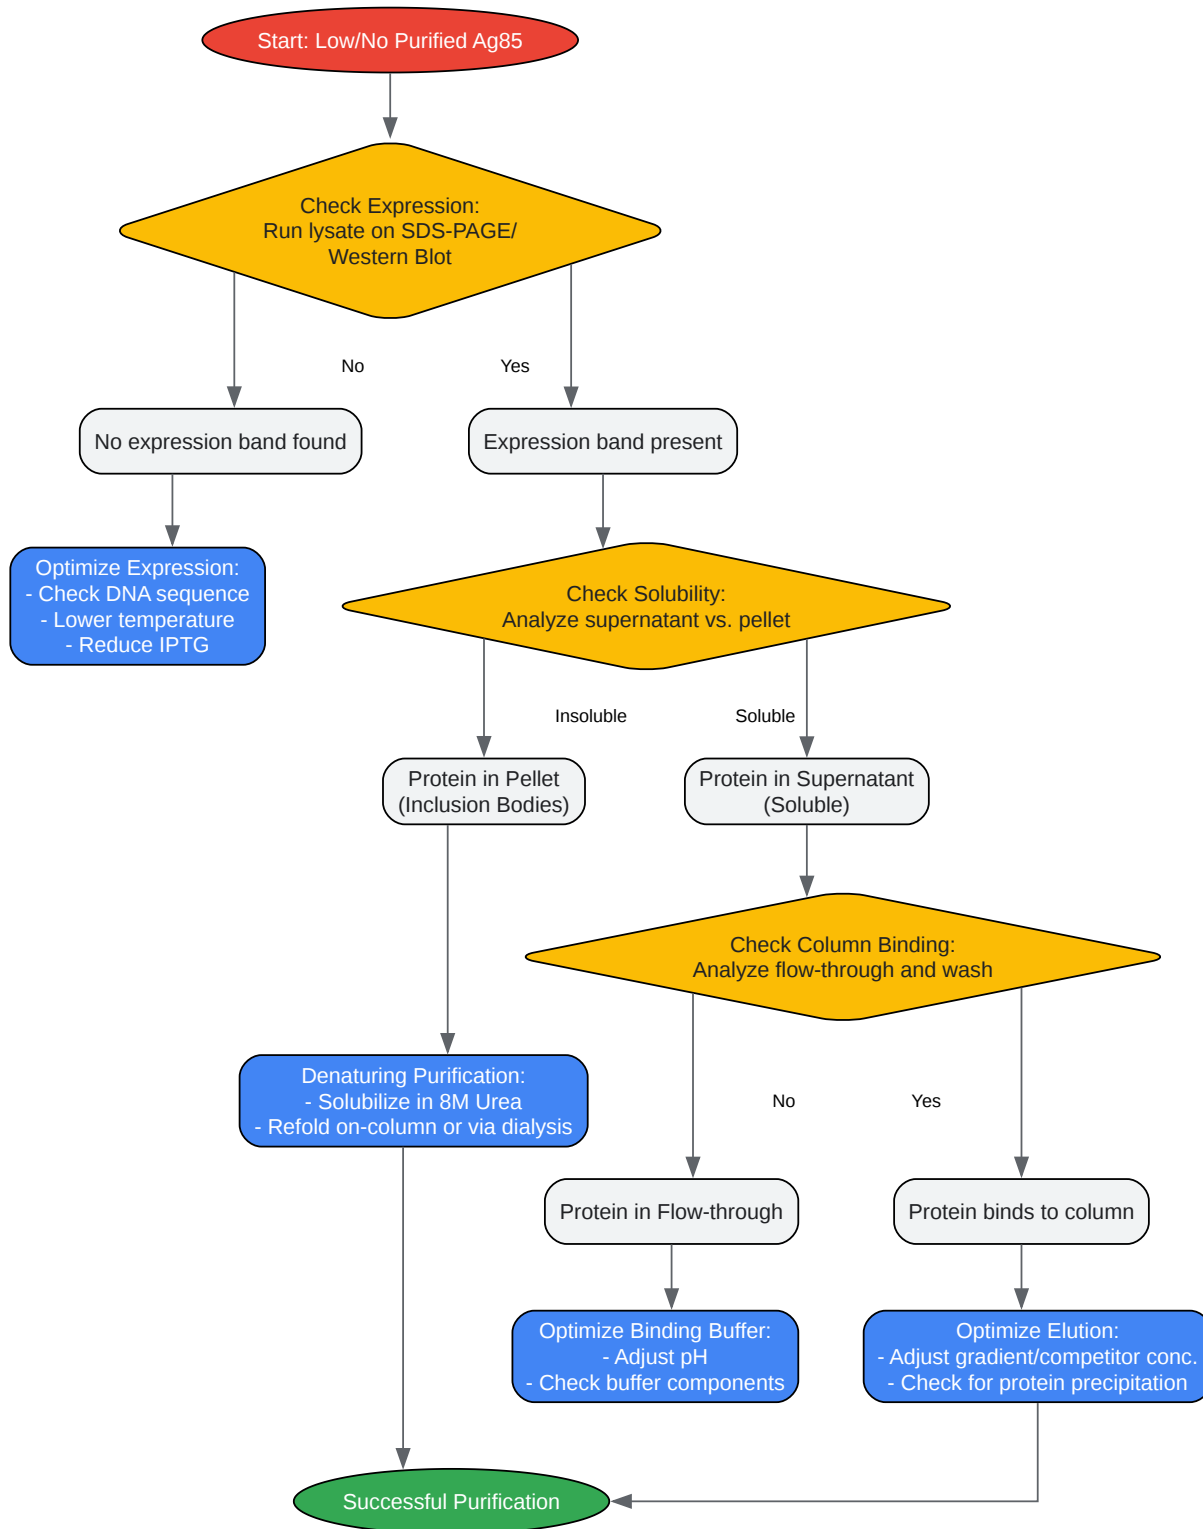 Start: Low/No Purified Ag85
Check Expression:
Run lysate on SDS-PAGE/
Western Blot
No
Yes
No expression band found
Expression band present
Optimize Expression:
- Check DNA sequence
- Lower temperature
- Reduce IPTG
Check Solubility:
Analyze supernatant vs. pellet
Insoluble
Soluble
Protein in Pellet
(Inclusion Bodies)
Protein in Supernatant
(Soluble)
Check Column Binding:
Analyze flow-through and wash
Denaturing Purification:
- Solubilize in 8M Urea
- Refold on-column or via dialysis
No
Yes
Protein in Flow-through
Protein binds to column
Optimize Binding Buffer:
- Adjust pH
- Check buffer components
Optimize Elution:
- Adjust gradient/competitor conc.
- Check for protein precipitation
Successful Purification